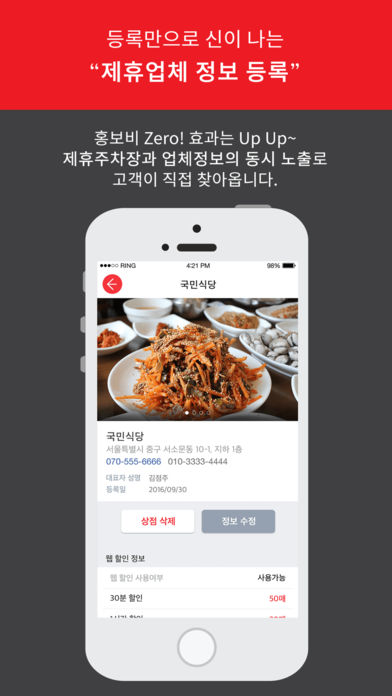 등록만으로 신이 나는
“제휴업체 정보 등록”
홍보비 Zero! 효과는 Up Up~
제휴주차장과 업체정보의 동시 노출로
고객이 직접 찾아옵니다.
RING 4:21 PM 98%
국민식당
국민식당
서울특별시 중구 서소문동 10-1, 지하 1층
070-555-6666 010-3333-4444
대표자 성명 김점주
등록일 2016/09/30
상점 삭제 정보 수정
웹 할인 정보
웹 할인 사용여부 사용가능
30분 할인 50매
1시간 할인